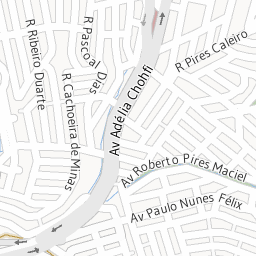 R Ribeiro Duarte
R Pascoal Dias
R Cachoeira de Minas
Av Adélia Chohfi
R Pires Caleiro
Av Roberto Pires Maciel
Av Paulo Nunes Félix